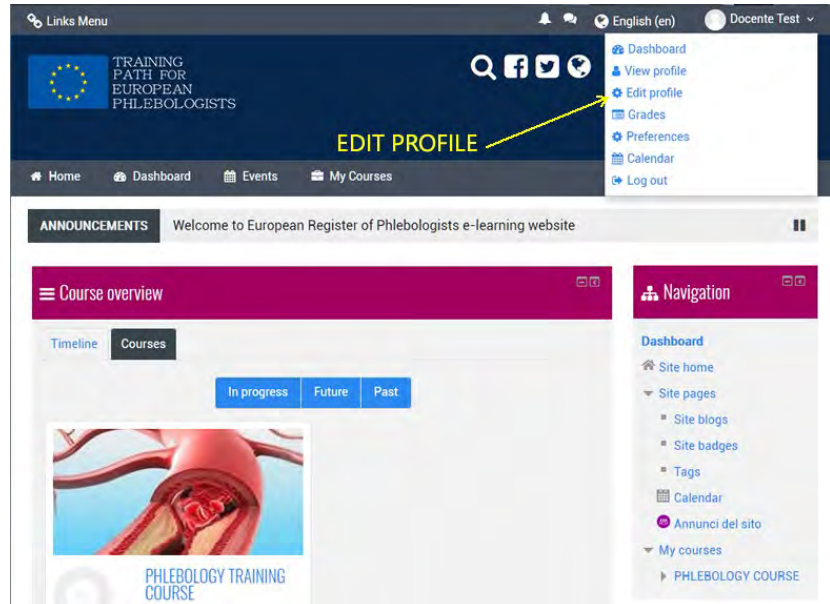 Links Menu
English (en)
Docente Test
TRAINING
PATH FOR
EUROPEAN
PHLEBOLOGISTS
Dashboard
View profile
Edit profile
Grades
Preferences
Calendar
Log out
EDIT PROFILE
Home Dashboard Events My Courses
ANNOUNCEMENTS Welcome to European Register of Phlebologists e-learning website
Course overview
Timeline Courses
In progress Future Past
PHLEBOLOGY TRAINING
COURSE
Navigation
Dashboard
Site home
Site pages
Site blogs
Site badges
Tags
Calendar
Annunci del sito
My courses
PHLEBOLOGY COURSE